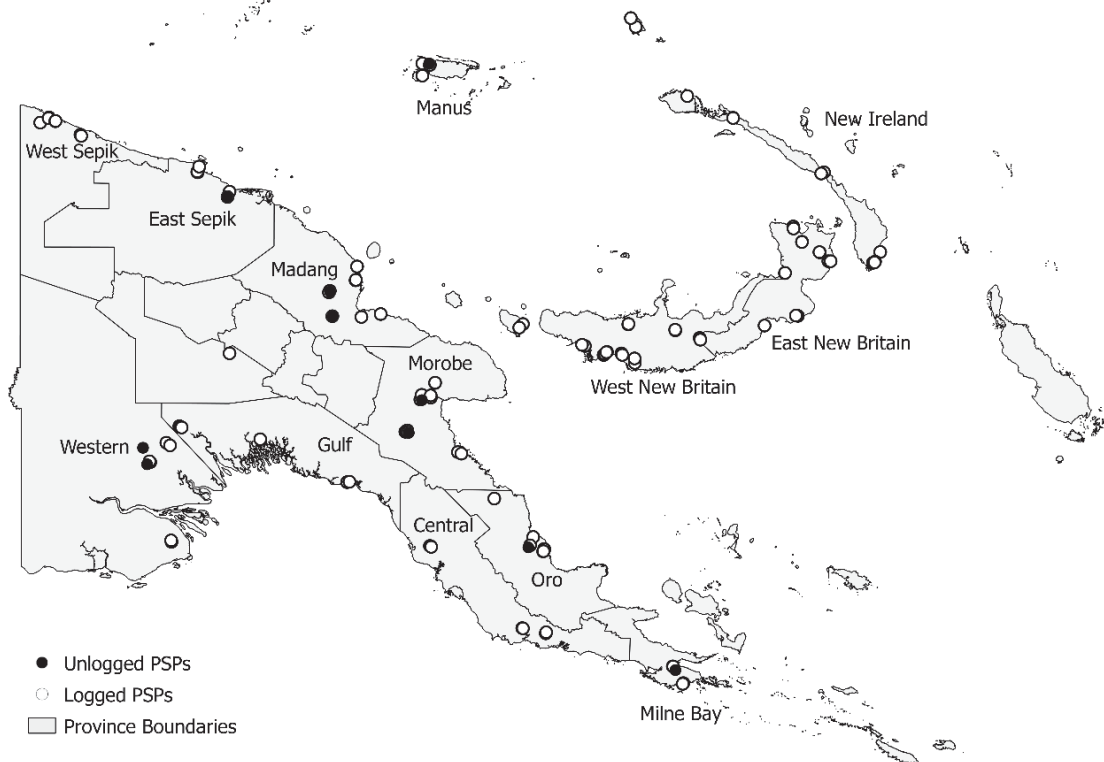 Manus
New Ireland
West Sepik
East Sepik
Madang
East New Britain
Morobe
West New Britain
Western
Gulf
Central
Oro
Milne Bay
Unlogged PSPs
Logged PSPs
Province Boundaries